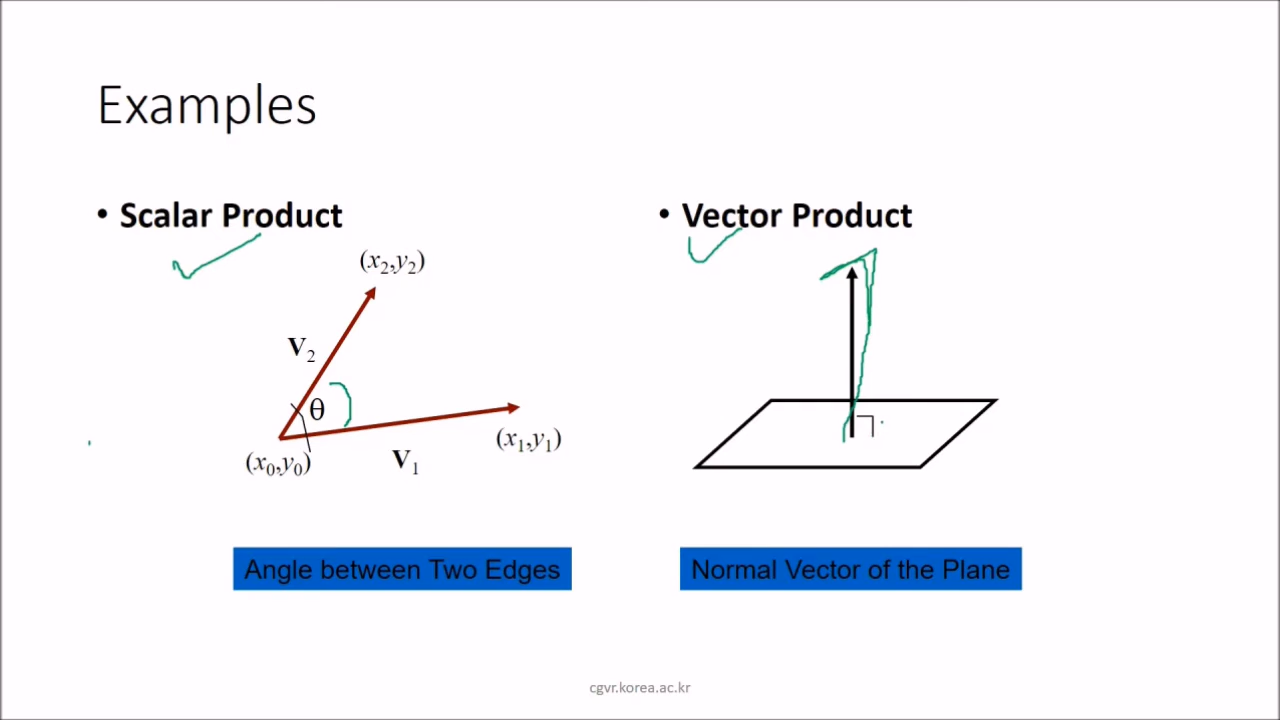 Examples
• Scalar Product
(x₂,y₂)
V₂
θ
(x₁,y₁)
(x₀,y₀)
V₁
Angle between Two Edges
• Vector Product
Normal Vector of the Plane
cgvr.korea.ac.kr